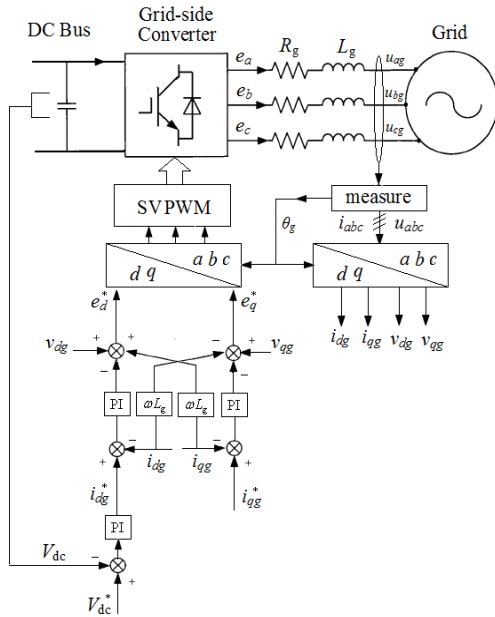 DC Bus
Grid-side
Converter
e_a
R_g
L_g
u_ag
Grid
e_b
u_bg
e_c
u_cg
SVPWM
measure
θ_g
i_abc
u_abc
a b c
d q
a b c
d q
e_d^*
e_q^*
i_dg
i_qg
v_dg
v_qg
v_dg
+
+
−
+
v_qg
−
−
PI
ωL_g
ωL_g
PI
−
−
+
i_dg
i_qg
+
i_dg^*
i_qg^*
PI
V_dc
−
+
V_dc^*